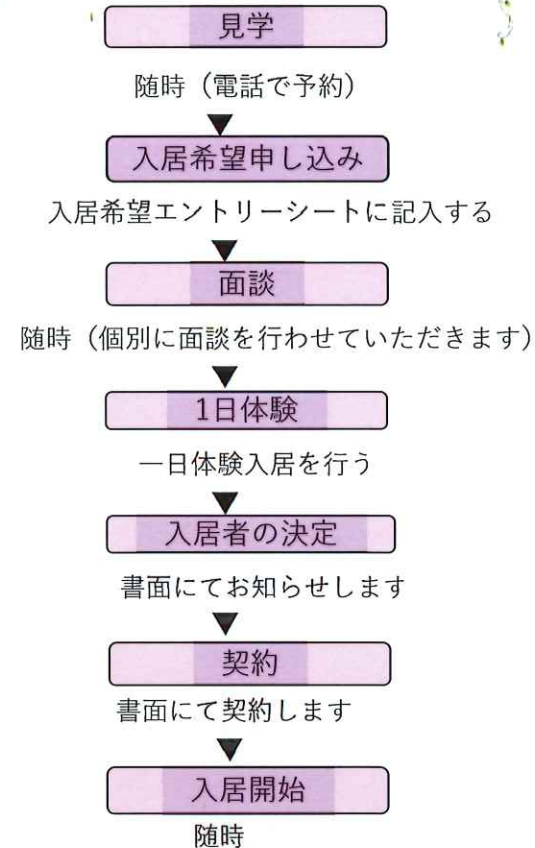 見学
随時（電話で予約）
入居希望申し込み
入居希望エントリーシートに記入する
面談
随時（個別に面談を行わせていただきます）
1日体験
一日体験入居を行う
入居者の決定
書面にてお知らせします
契約
書面にて契約します
入居開始
随時